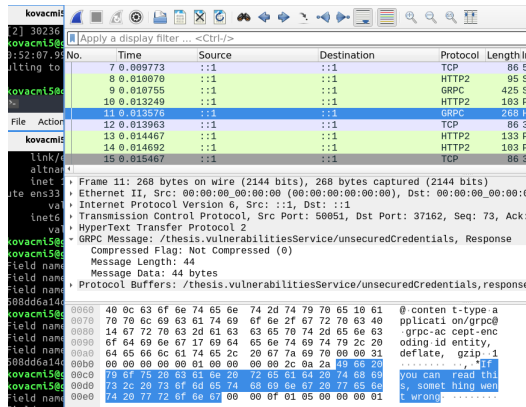 kovacmi5
[2] 30236
kovacmi5@g
0:52:07.99
ulting to
kovacmi5@g
File Action
kovacmi5
link/e
altnam
inet 1
ute ens33
val
inet6
val
kovacmi5@g
kovacmi5@g
Field name
Field name
Field name
508dd6a14c
Field name
508dd6a14c
kovacmi5@g
kovacmi5@g
Field name
Apply a display filter ... <Ctrl-/>
No. Time Source Destination Protocol Length In
7 0.009773 ::1 ::1 TCP 86 5
8 0.010070 ::1 ::1 HTTP2 95 S
9 0.010755 ::1 ::1 GRPC 425 S
10 0.013249 ::1 ::1 HTTP2 103 P
11 0.013576 ::1 ::1 GRPC 268 H
12 0.013963 ::1 ::1 TCP 86 3
13 0.014467 ::1 ::1 HTTP2 133 P
14 0.014692 ::1 ::1 HTTP2 103 P
15 0.015467 ::1 ::1 TCP 86 3
Frame 11: 268 bytes on wire (2144 bits), 268 bytes captured (2144 bits)
Ethernet II, Src: 00:00:00_00:00:00 (00:00:00:00:00:00), Dst: 00:00:00_00:00:0
Internet Protocol Version 6, Src: ::1, Dst: ::1
Transmission Control Protocol, Src Port: 50051, Dst Port: 37162, Seq: 73, Ack:
HyperText Transfer Protocol 2
GRPC Message: /thesis.vulnerabilitiesService/unsecuredCredentials, Response
Compressed Flag: Not Compressed (0)
Message Length: 44
Message Data: 44 bytes
Protocol Buffers: /thesis.vulnerabilitiesService/unsecuredCredentials,response
0060 40 0c 63 6f 6e 74 65 6e 74 2d 74 79 70 65 10 61 @·conten t-type·a
0070 70 70 6c 69 63 61 74 69 6f 6e 2f 67 72 70 63 40 pplicati on/grpc@
0080 14 67 72 70 63 2d 61 63 63 65 70 74 2d 65 6e 63 ·grpc-ac cept-enc
0090 6f 64 69 6e 67 17 69 64 65 6e 74 69 74 79 2c 20 oding·id entity,
00a0 64 65 66 6c 61 74 65 2c 20 67 7a 69 70 00 00 31 deflate, gzip··1
00b0 00 00 00 00 01 00 00 00 00 2c 0a 2a 49 66 20 ········ ·,·*If
00c0 79 6f 75 20 63 61 6e 20 72 65 61 64 20 74 68 69 you can read thi
00d0 73 2c 20 73 6f 6d 65 74 68 69 6e 67 20 77 65 6e s, somet hing wen
00e0 74 20 77 72 6f 6e 67 00 00 0f 01 05 00 00 00 01 t wrong· ········